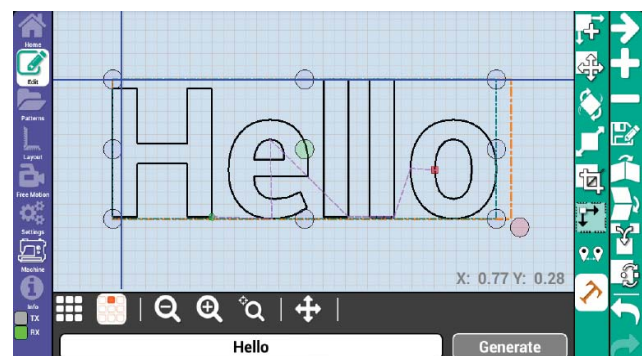 Home
Edit
Patterns
Layout
Free Motion
Settings
Machine
Info
TX
RX
Hello
X: 0.77 Y: 0.28
Hello
Generate